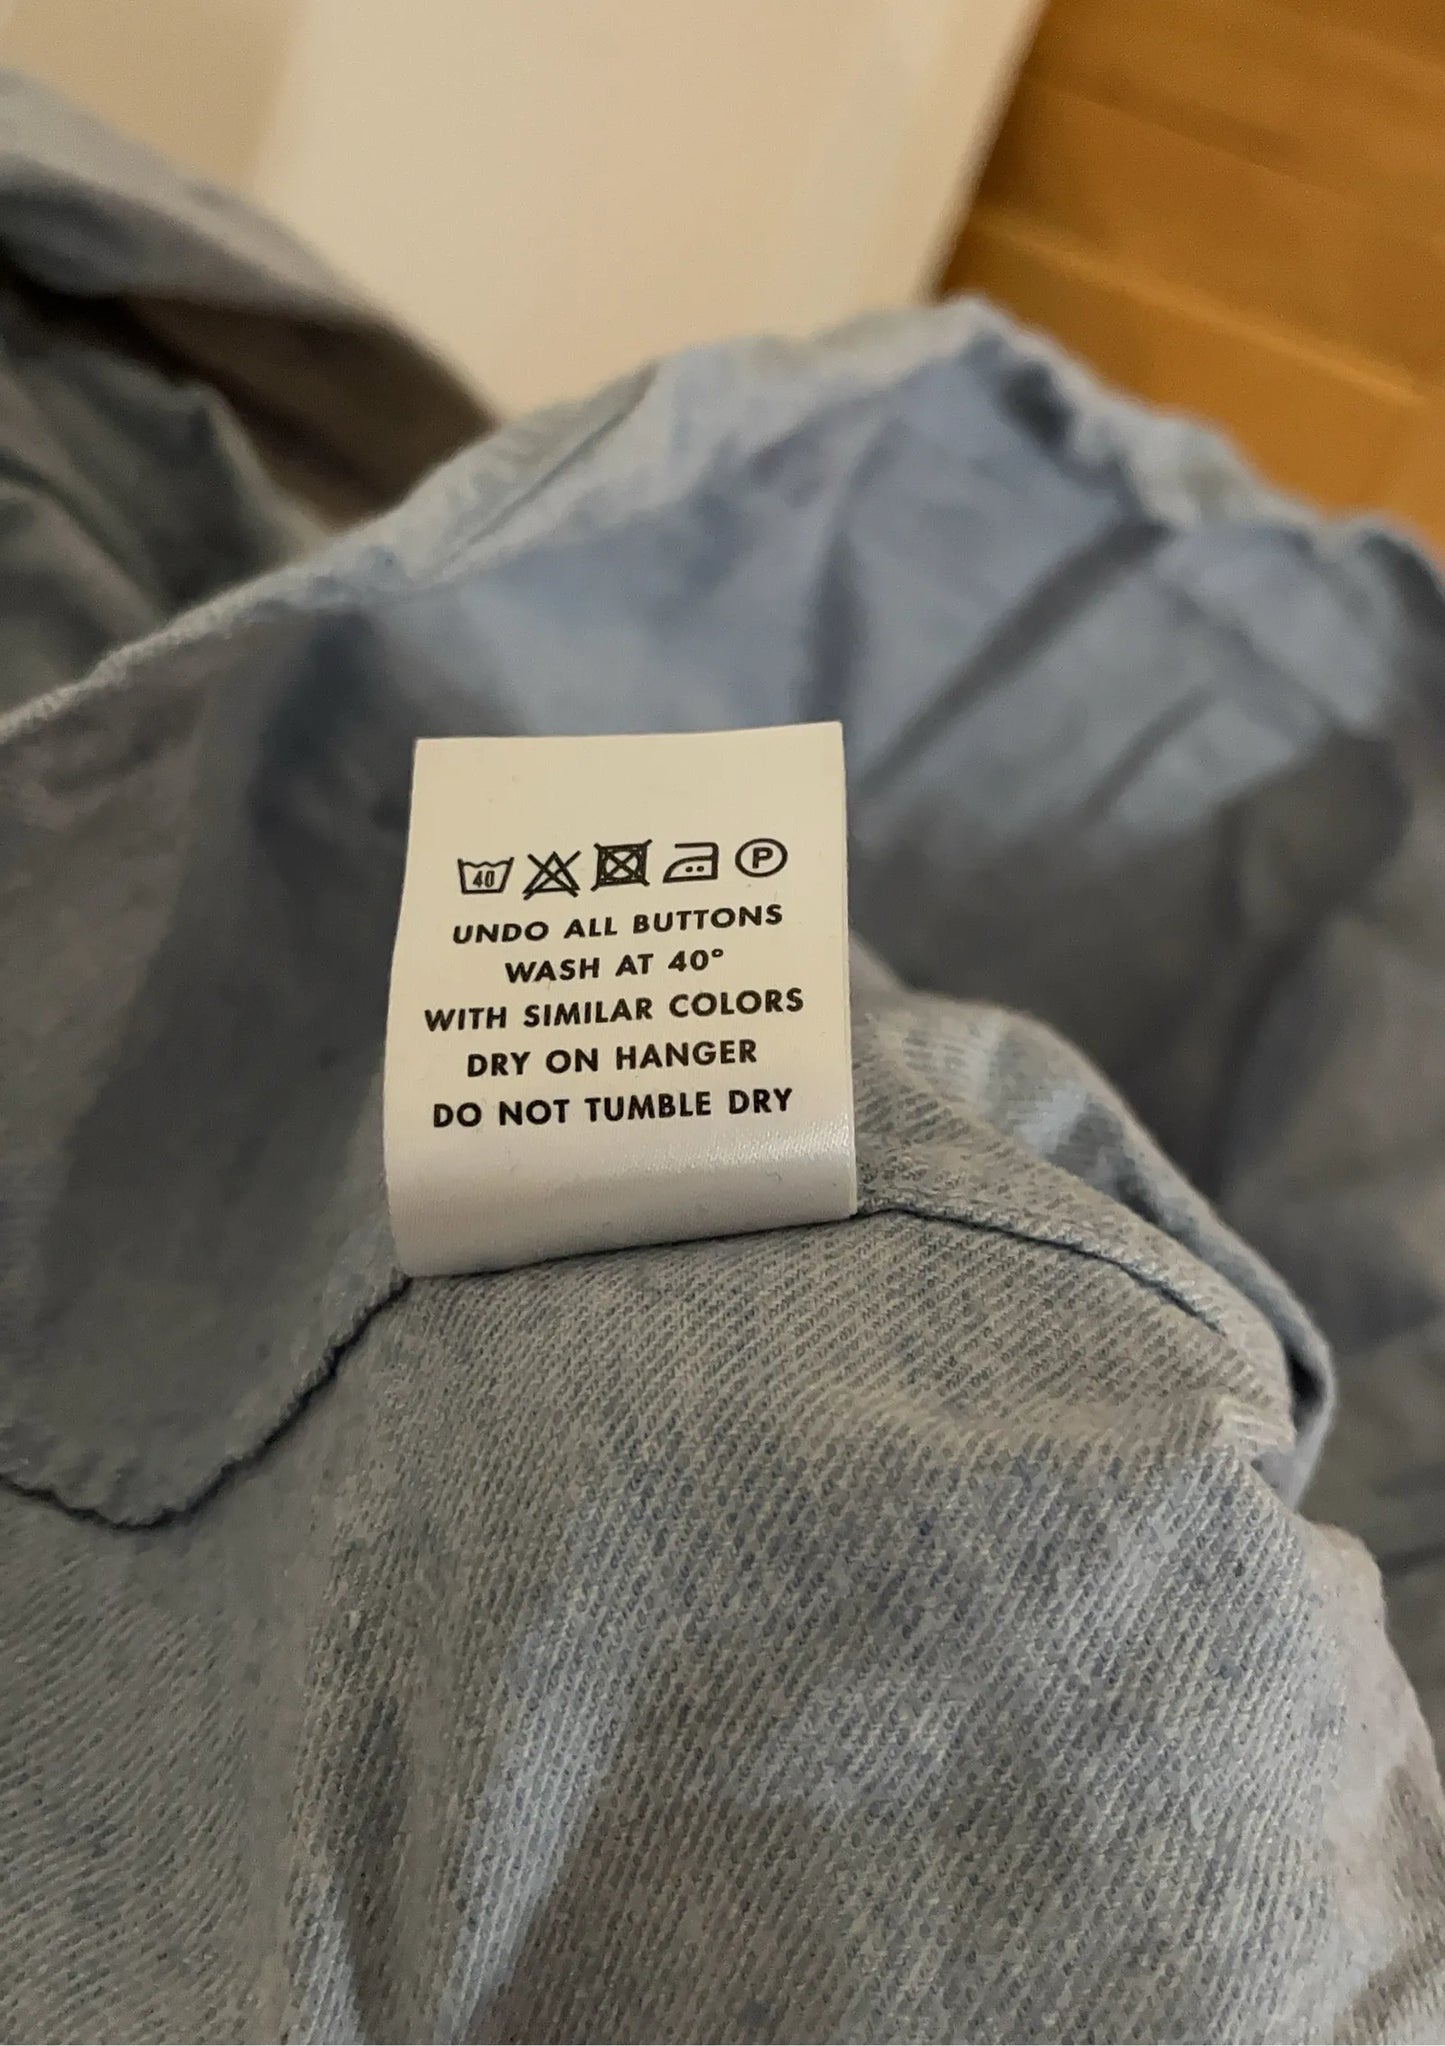 40 P
UNDO ALL BUTTONS
WASH AT 40°
WITH SIMILAR COLORS
DRY ON HANGER
DO NOT TUMBLE DRY